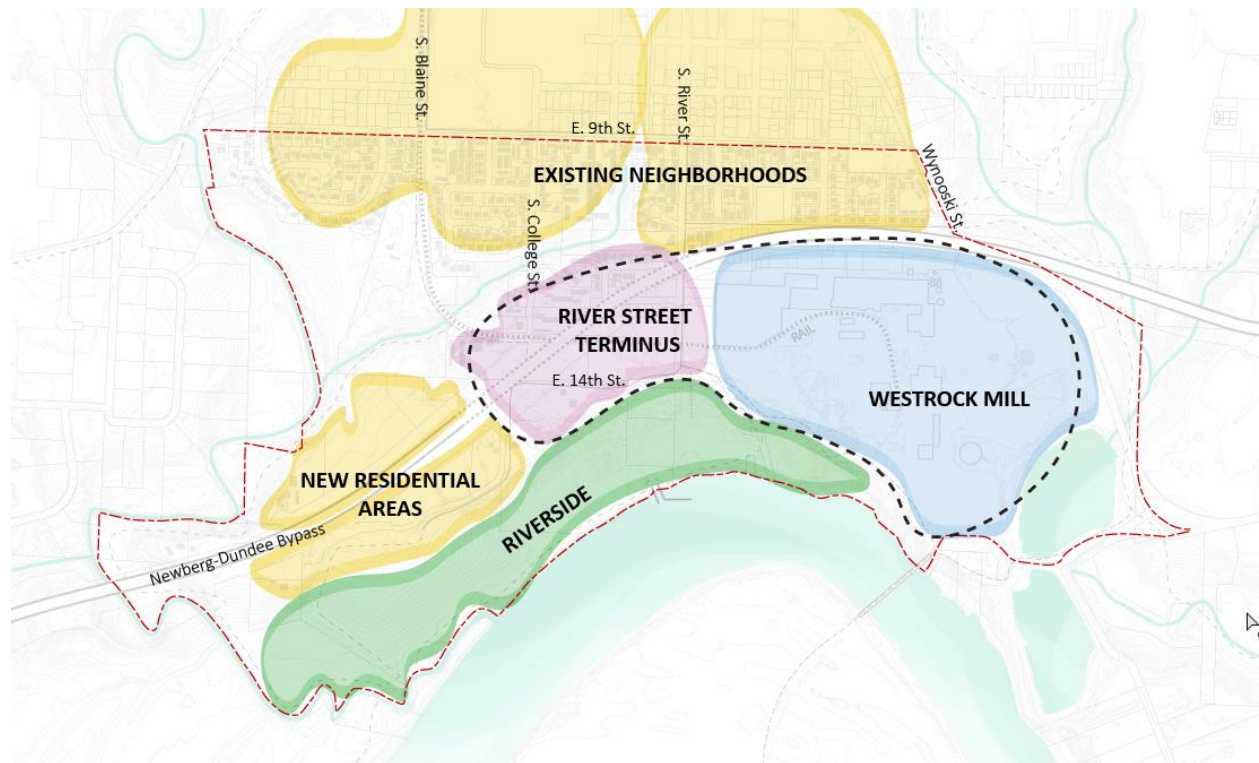 S. Blaine St.
S. River St.
E. 9th St.
Wynooski St.
EXISTING NEIGHBORHOODS
S. College St.
RIVER STREET
TERMINUS
RAIL
E. 14th St.
WESTROCK MILL
NEW RESIDENTIAL
AREAS
RIVERSIDE
Newberg-Dundee Bypass